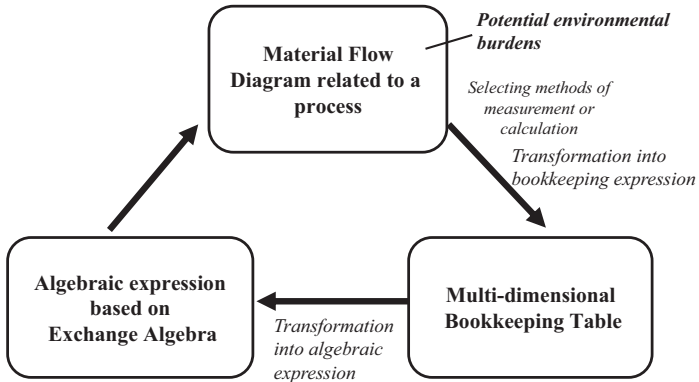 Material Flow
Diagram related to a
process
Potential environmental
burdens
Selecting methods of
measurement or
calculation
Transformation into
bookkeeping expression
Algebraic expression
based on
Exchange Algebra
Transformation
into algebraic
expression
Multi-dimensional
Bookkeeping Table